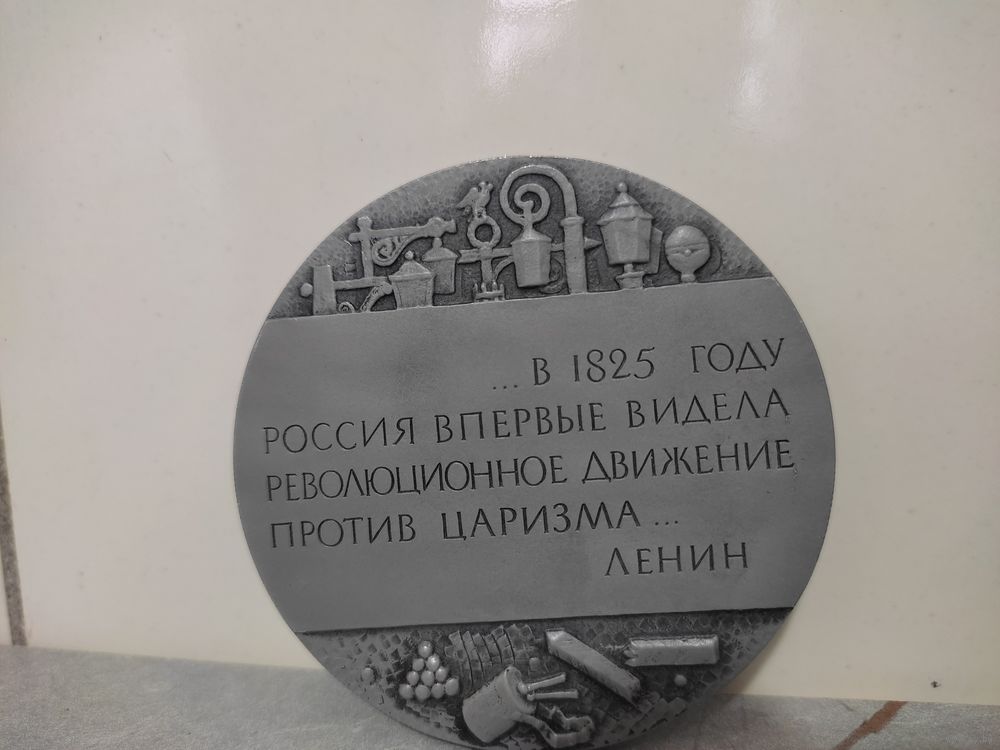 ... В 1825 ГОДУ
РОССИЯ ВПЕРВЫЕ ВИДЕЛА
РЕВОЛЮЦИОННОЕ ДВИЖЕНИЕ
ПРОТИВ ЦАРИЗМА ...
ЛЕНИН